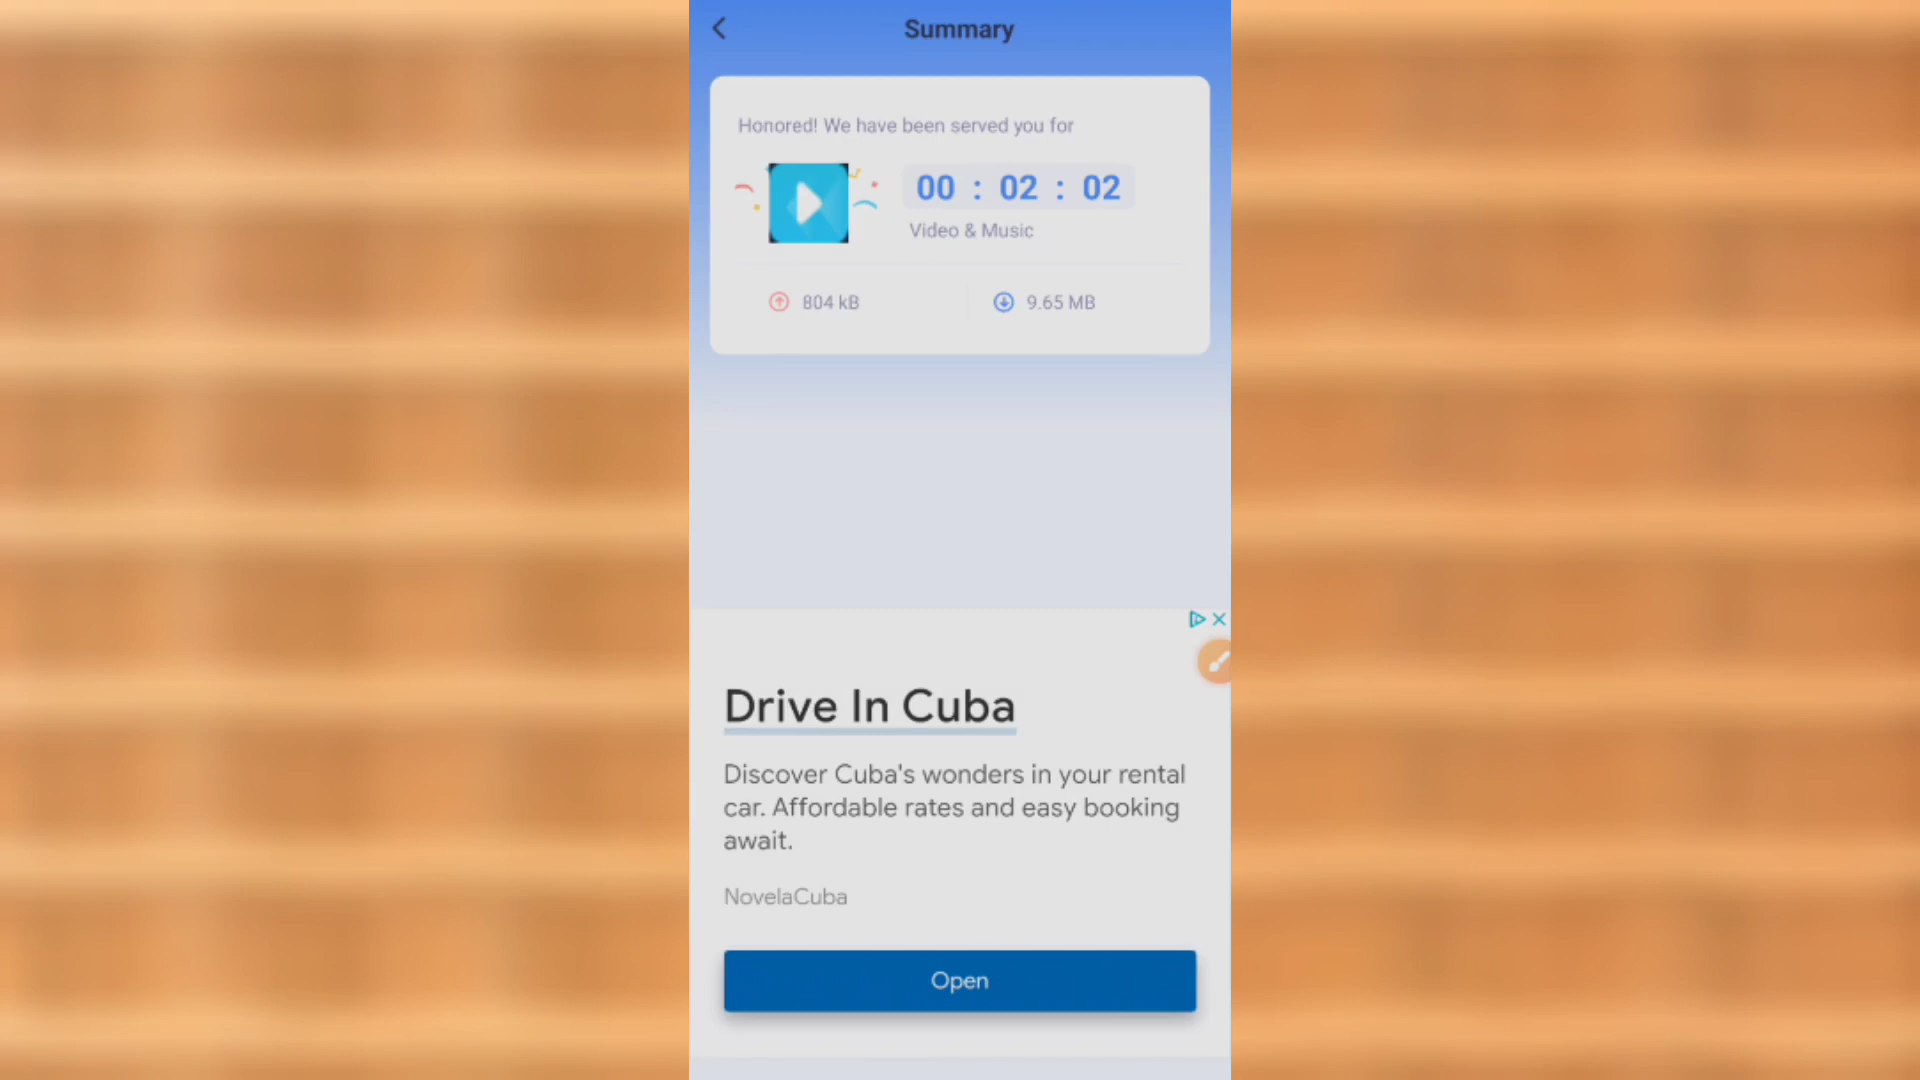 Summary
Honored! We have been served you for
00 : 02 : 02
Video & Music
804 kB
9.65 MB
Drive In Cuba
Discover Cuba's wonders in your rental
car. Affordable rates and easy booking
await.
NovelaCuba
Open